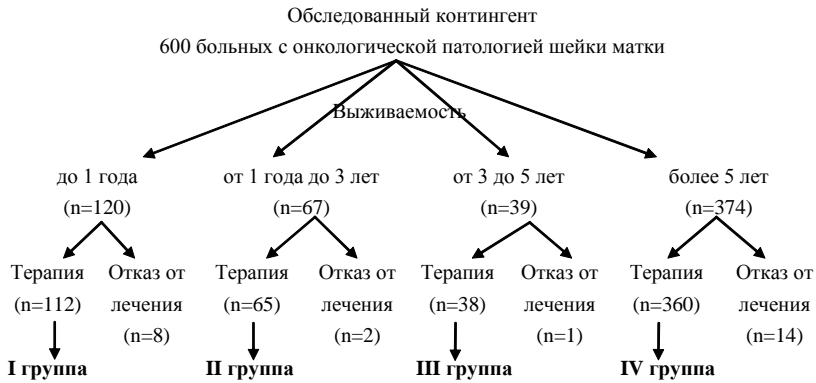 Обследованный контингент
600 больных с онкологической патологией шейки матки
Выживаемость
до 1 года
(n=120)
от 1 года до 3 лет
(n=67)
от 3 до 5 лет
(n=39)
более 5 лет
(n=374)
Терапия
(n=112)
Отказ от
лечения
(n=8)
Терапия
(n=65)
Отказ от
лечения
(n=2)
Терапия
(n=38)
Отказ от
лечения
(n=1)
Терапия
(n=360)
Отказ от
лечения
(n=14)
I группа
II группа
III группа
IV группа